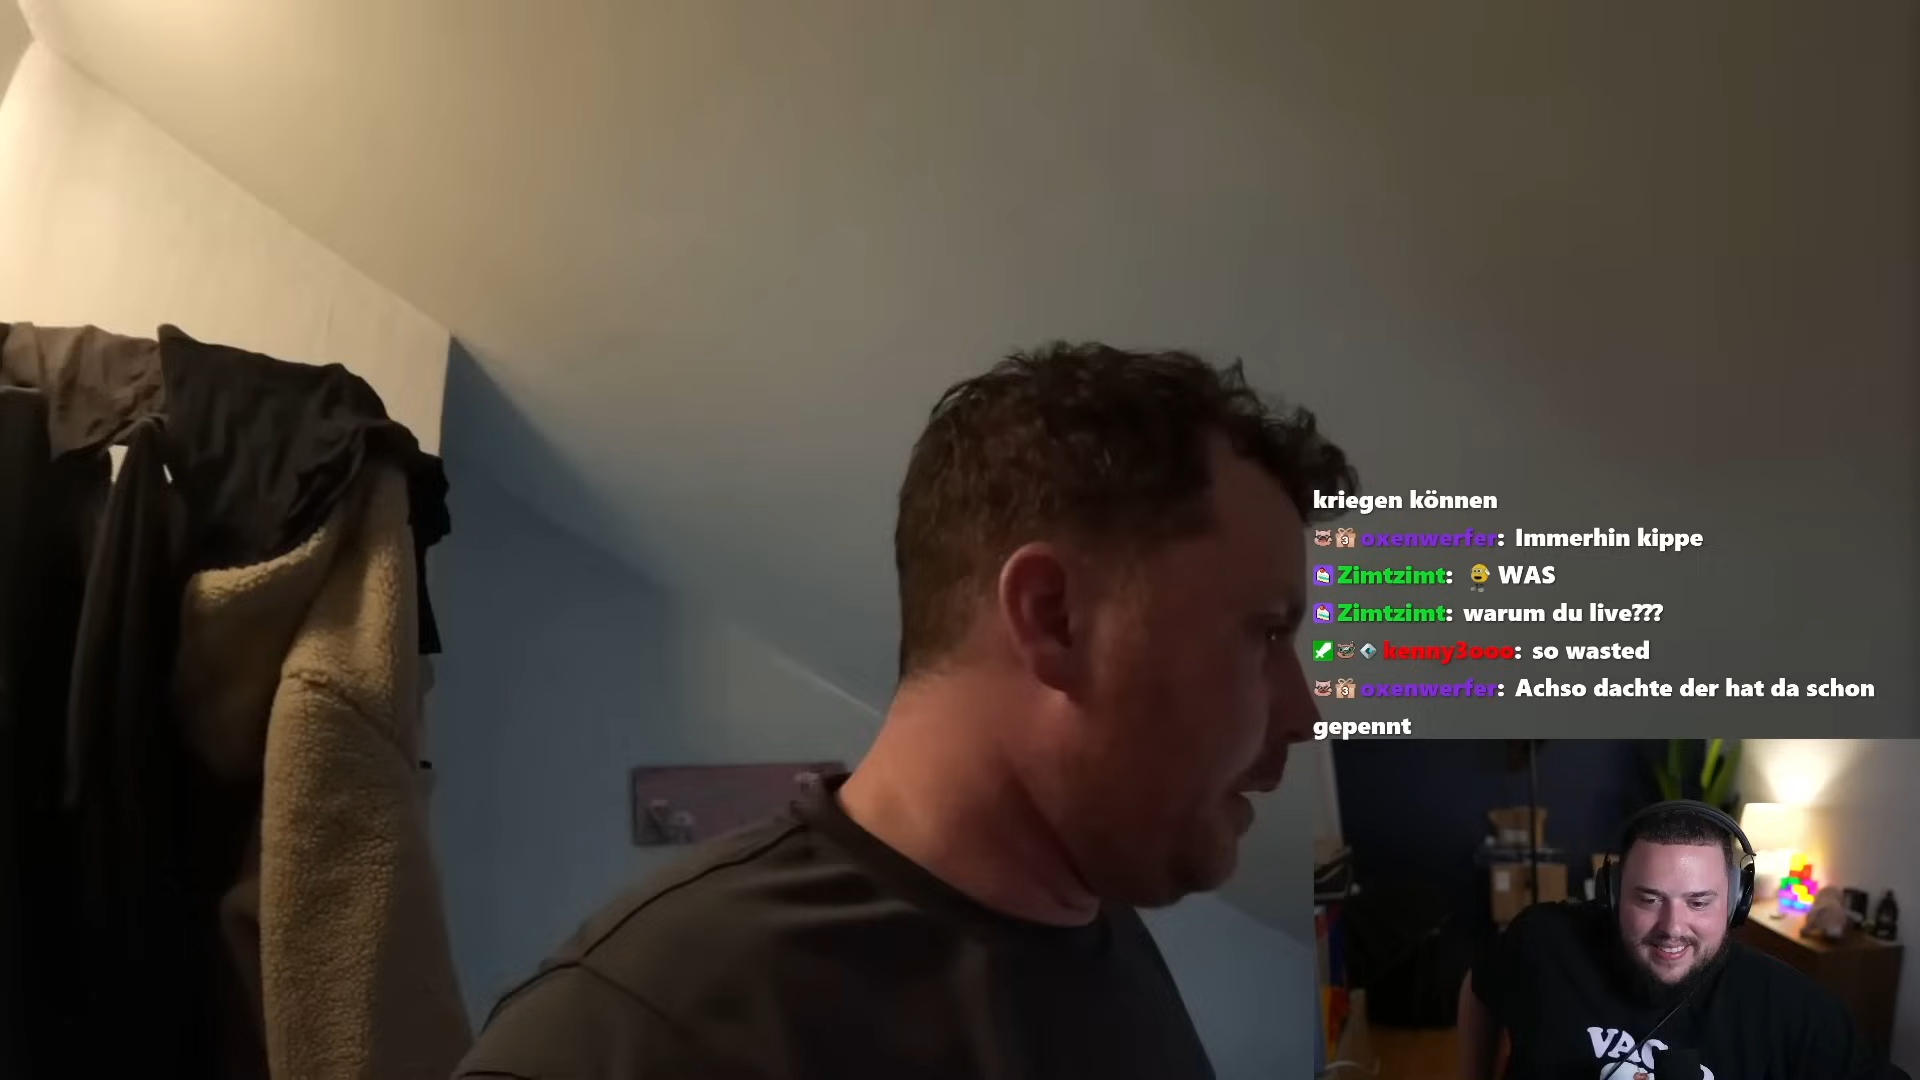 kriegen können
oxenwerfer: Immerhin kippe
Zimtzimt: WAS
Zimtzimt: warum du live???
kenny3ooo: so wasted
oxenwerfer: Achso dachte der hat da schon
gepennt